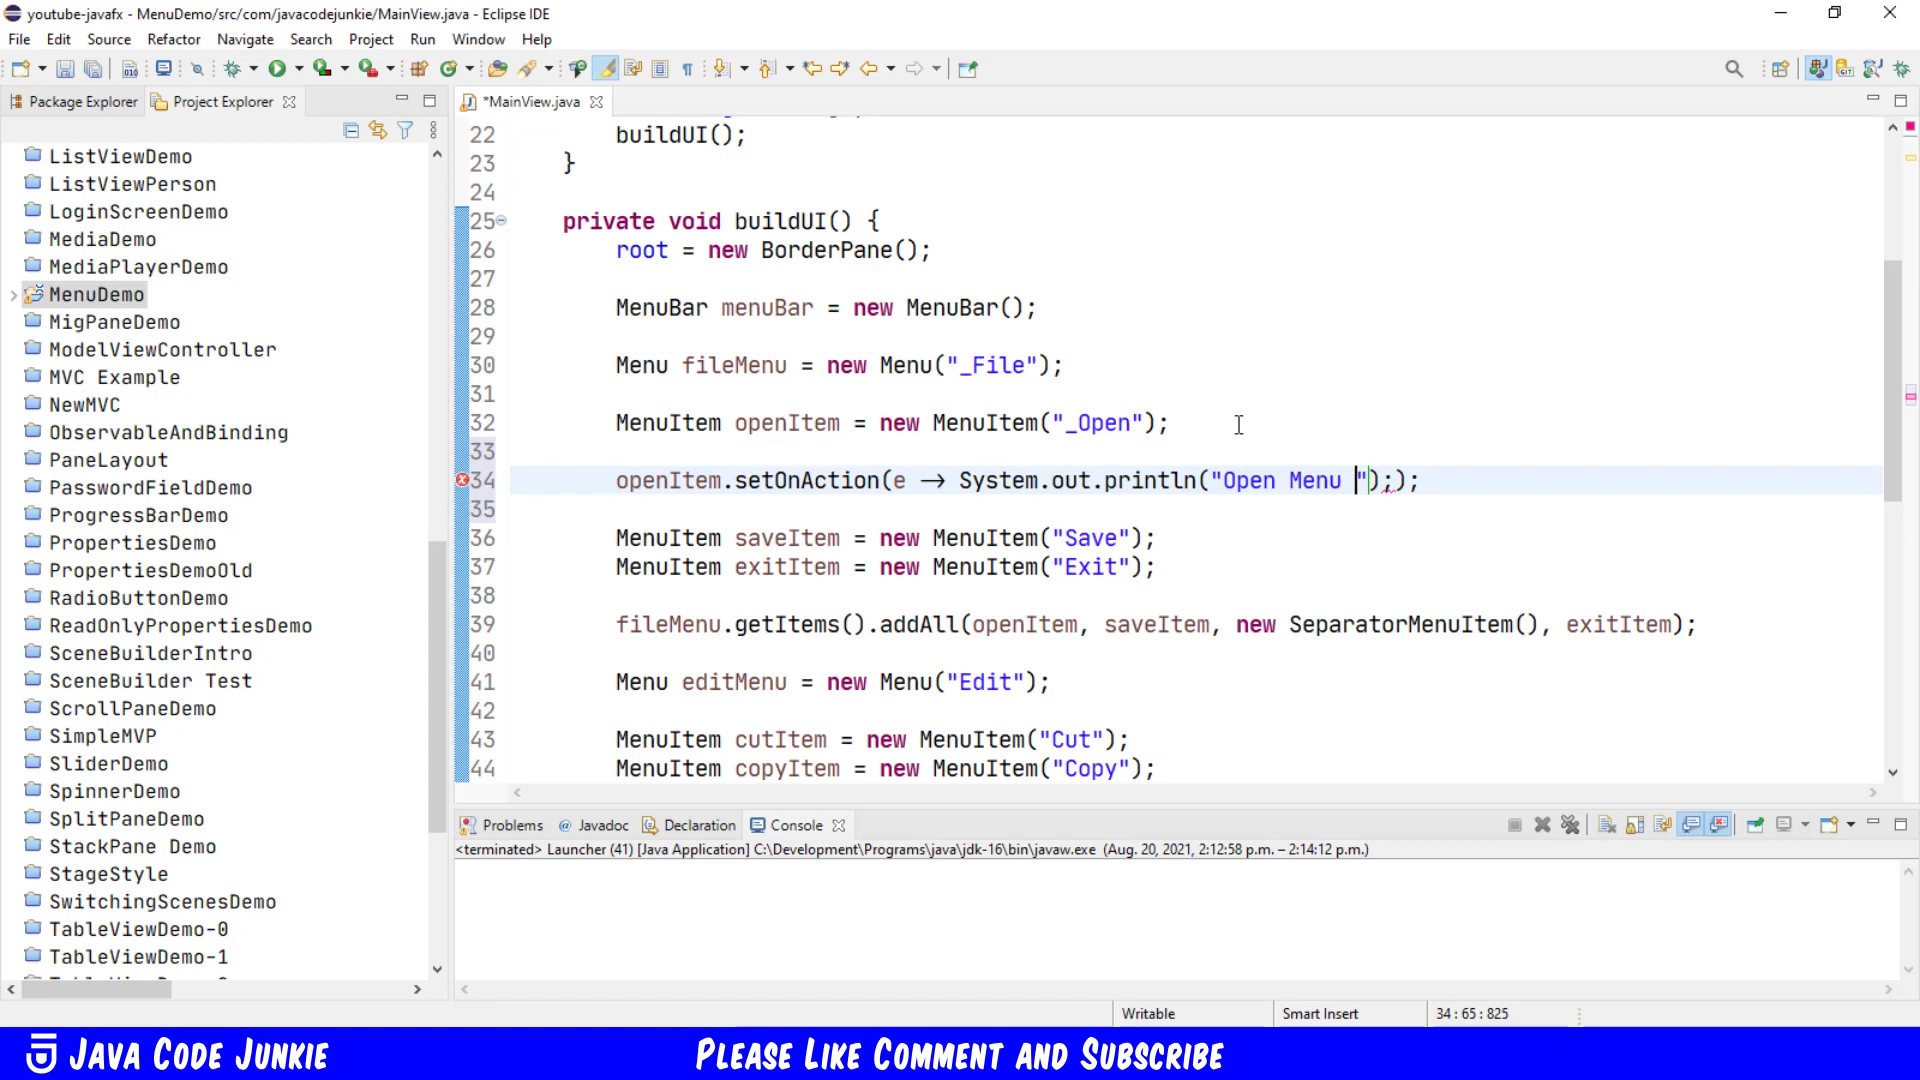 youtube-javafx - MenuDemo/src/com/javacodejunkie/MainView.java - Eclipse IDE
File Edit Source Refactor Navigate Search Project Run Window Help
Package Explorer Project Explorer
*MainView.java
ListViewDemo
ListViewPerson
LoginScreenDemo
MediaDemo
MediaPlayerDemo
MenuDemo
MigPaneDemo
ModelViewController
MVC Example
NewMVC
ObservableAndBinding
PaneLayout
PasswordFieldDemo
ProgressBarDemo
PropertiesDemo
PropertiesDemoOld
RadioButtonDemo
ReadOnlyPropertiesDemo
SceneBuilderIntro
SceneBuilder Test
ScrollPaneDemo
SimpleMVP
SliderDemo
SpinnerDemo
SplitPaneDemo
StackPane Demo
StageStyle
SwitchingScenesDemo
TableViewDemo-0
TableViewDemo-1
22 buildUI();
23 }
24
25 private void buildUI() {
26 root = new BorderPane();
27
28 MenuBar menuBar = new MenuBar();
29
30 Menu fileMenu = new Menu("_File");
31
32 MenuItem openItem = new MenuItem("_Open");
33
34 openItem.setOnAction(e -> System.out.println("Open Menu "););
35
36 MenuItem saveItem = new MenuItem("Save");
37 MenuItem exitItem = new MenuItem("Exit");
38
39 fileMenu.getItems().addAll(openItem, saveItem, new SeparatorMenuItem(), exitItem);
40
41 Menu editMenu = new Menu("Edit");
42
43 MenuItem cutItem = new MenuItem("Cut");
44 MenuItem copyItem = new MenuItem("Copy");
Problems Javadoc Declaration Console
<terminated> Launcher (41) [Java Application] C:\Development\Programs\java\jdk-16\bin\javaw.exe (Aug. 20, 2021, 2:12:58 p.m. – 2:14:12 p.m.)
Writable Smart Insert 34 : 65 : 825
JAVA CODE JUNKIE
PLEASE LIKE COMMENT AND SUBSCRIBE